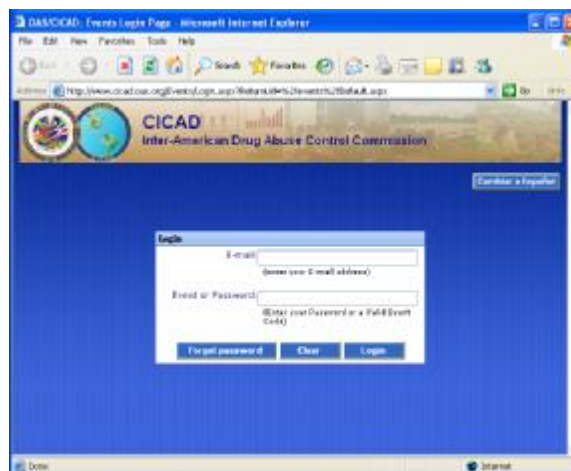 OAS/CICAD: Events Login Page - Microsoft Internet Explorer
File Edit View Favorites Tools Help
Search Favorites
Address Go
CICAD
Inter-American Drug Abuse Control Commission
Cambiar a Español
Login
E-mail
(enter your E-mail address)
Event or Password
(Enter your Password or a Valid Event
Code)
Forgot password Clear Login
Done Internet